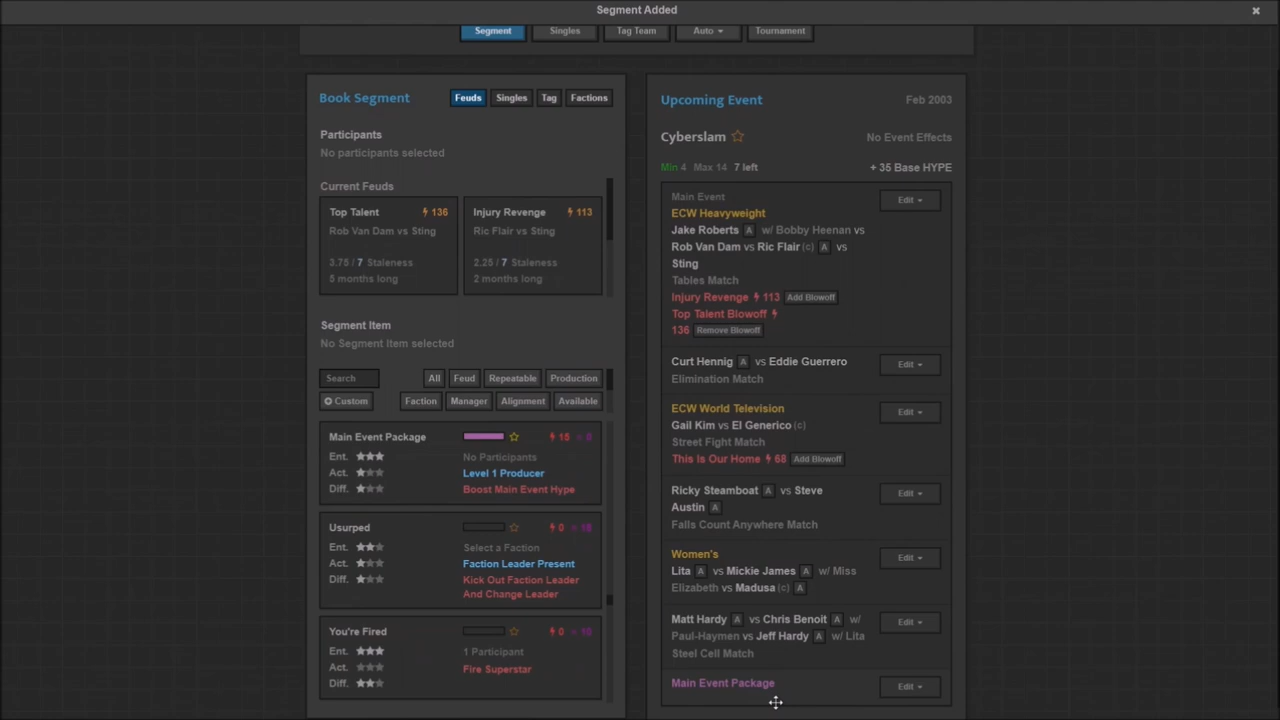 Segment Added
Segment Singles Tag Team Auto Tournament
Book Segment Feuds Singles Tag Factions
Participants
No participants selected
Current Feuds
Top Talent 136
Rob Van Dam vs Sting
3.75 / 7 Staleness
5 months long
Injury Revenge 113
Ric Flair vs Sting
2.25 / 7 Staleness
2 months long
Segment Item
No Segment Item selected
Search All Feud Repeatable Production
Custom Faction Manager Alignment Available
Main Event Package 15
Ent. No Participants
Act. Level 1 Producer
Diff. Boost Main Event Hype
Usurped 0
Ent. Select a Faction
Act. Faction Leader Present
Diff. Kick Out Faction Leader
And Change Leader
You're Fired 0
Ent. 1 Participant
Act. Fire Superstar
Diff.
Upcoming Event Feb 2003
Cyberslam No Event Effects
Min 4 Max 14 7 left + 35 Base HYPE
Main Event Edit
ECW Heavyweight
Jake Roberts A w/ Bobby Heenan vs
Rob Van Dam vs Ric Flair (c) A vs
Sting
Tables Match
Injury Revenge 113 Add Blowoff
Top Talent Blowoff
136 Remove Blowoff
Curt Hennig A vs Eddie Guerrero Edit
Elimination Match
ECW World Television Edit
Gail Kim vs El Generico (c)
Street Fight Match
This Is Our Home 68 Add Blowoff
Ricky Steamboat A vs Steve Edit
Austin A
Falls Count Anywhere Match
Women's Edit
Lita A vs Mickie James A w/ Miss
Elizabeth vs Madusa (c) A
Matt Hardy A vs Chris Benoit A w/ Edit
Paul-Haymen vs Jeff Hardy A w/ Lita
Steel Cell Match
Main Event Package Edit